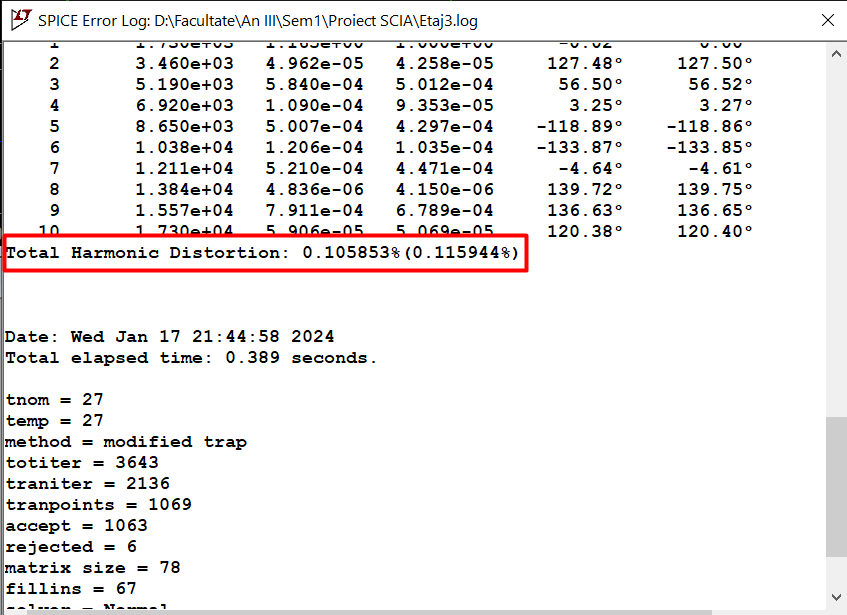 SPICE Error Log: D:\Facultate\An III\Sem1\Proiect SCIA\Etaj3.log
1 1.730e+03 1.165e+00 1.000e+00 -0.02° 0.00°
2 3.460e+03 4.962e-05 4.258e-05 127.48° 127.50°
3 5.190e+03 5.840e-04 5.012e-04 56.50° 56.52°
4 6.920e+03 1.090e-04 9.353e-05 3.25° 3.27°
5 8.650e+03 5.007e-04 4.297e-04 -118.89° -118.86°
6 1.038e+04 1.206e-04 1.035e-04 -133.87° -133.85°
7 1.211e+04 5.210e-04 4.471e-04 -4.64° -4.61°
8 1.384e+04 4.836e-06 4.150e-06 139.72° 139.75°
9 1.557e+04 7.911e-04 6.789e-04 136.63° 136.65°
10 1.730e+04 5.906e-05 5.069e-05 120.38° 120.40°
Total Harmonic Distortion: 0.105853%(0.115944%)
Date: Wed Jan 17 21:44:58 2024
Total elapsed time: 0.389 seconds.
tnom = 27
temp = 27
method = modified trap
totiter = 3643
traniter = 2136
tranpoints = 1069
accept = 1063
rejected = 6
matrix size = 78
fillins = 67
solver = Normal